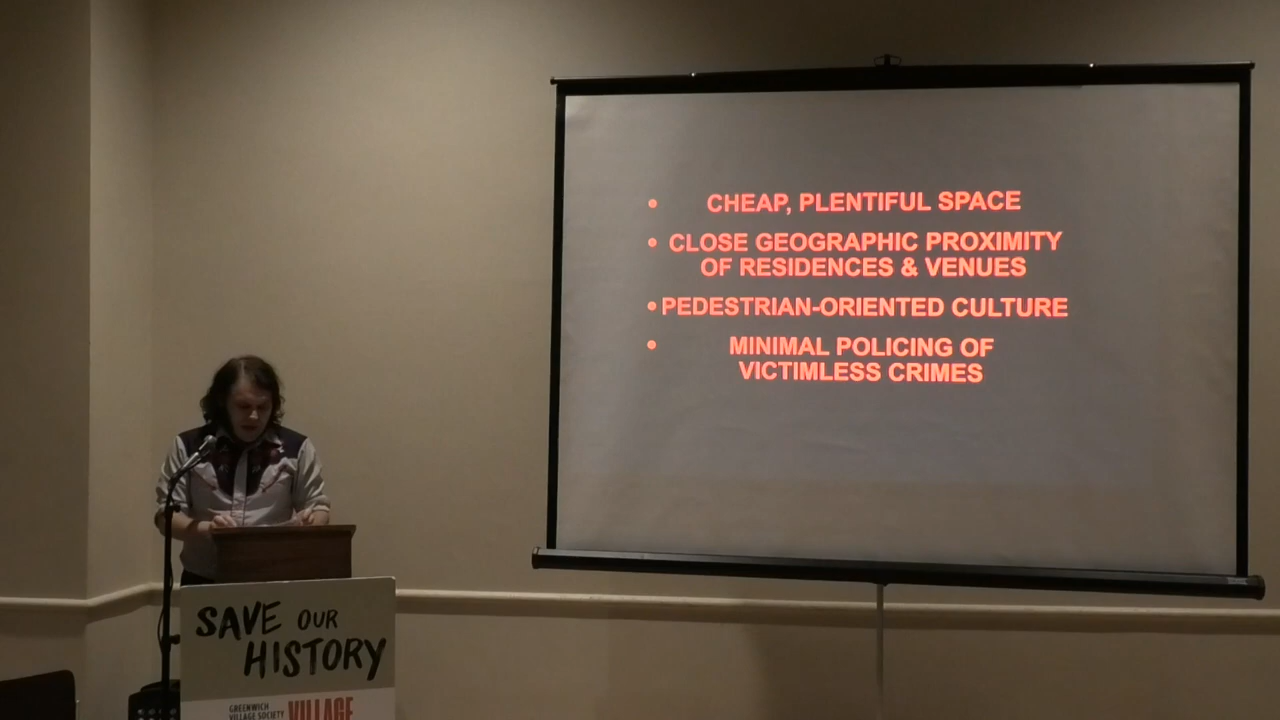 • CHEAP, PLENTIFUL SPACE
• CLOSE GEOGRAPHIC PROXIMITY
OF RESIDENCES & VENUES
• PEDESTRIAN-ORIENTED CULTURE
• MINIMAL POLICING OF
VICTIMLESS CRIMES
SAVE OUR
HISTORY
GREENWICH
VILLAGE SOCIETY
VILLAGE